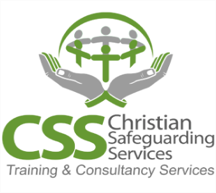 CSS Christian
Safeguarding
Services
Training & Consultancy Services